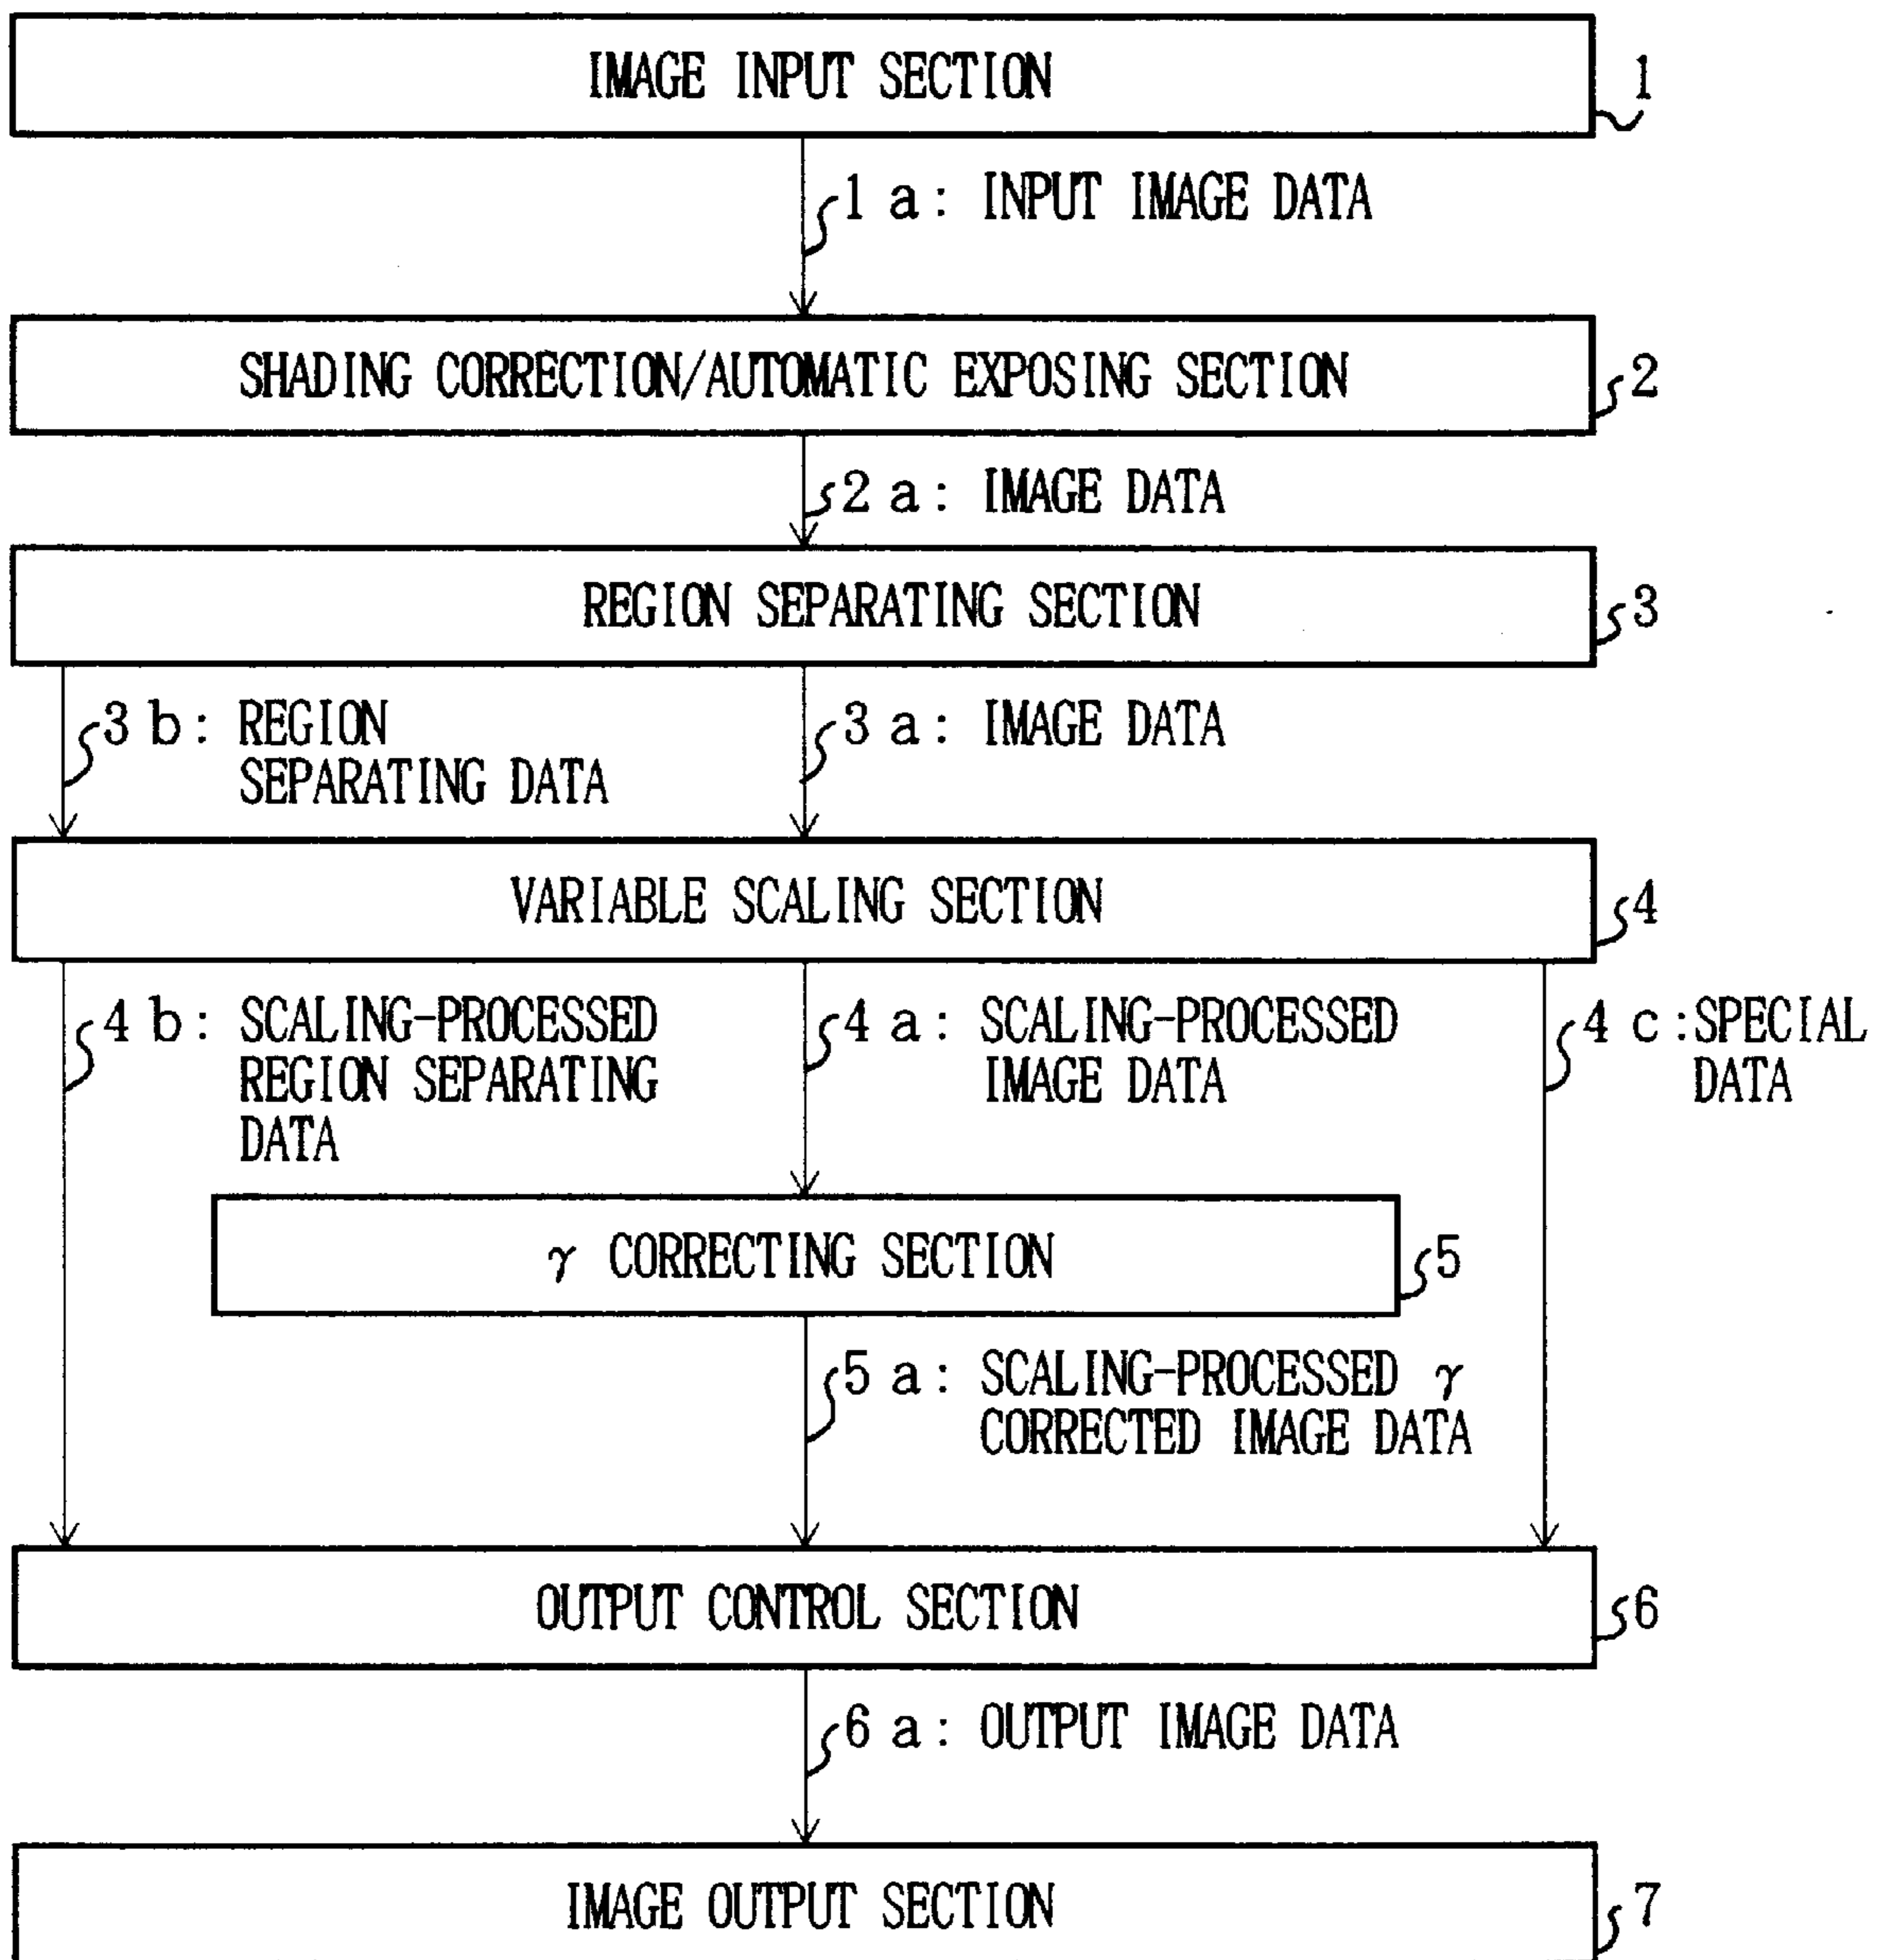 IMAGE INPUT SECTION
1
1 a : INPUT IMAGE DATA
SHADING CORRECTION/AUTOMATIC EXPOSING SECTION
2
2 a : IMAGE DATA
REGION SEPARATING SECTION
3
3 b : REGION
SEPARATING DATA
3 a : IMAGE DATA
VARIABLE SCALING SECTION
4
4 b : SCALING-PROCESSED
REGION SEPARATING
DATA
4 a : SCALING-PROCESSED
IMAGE DATA
4 c :SPECIAL
DATA
γ CORRECTING SECTION
5
5 a : SCALING-PROCESSED γ
CORRECTED IMAGE DATA
OUTPUT CONTROL SECTION
6
6 a : OUTPUT IMAGE DATA
IMAGE OUTPUT SECTION
7